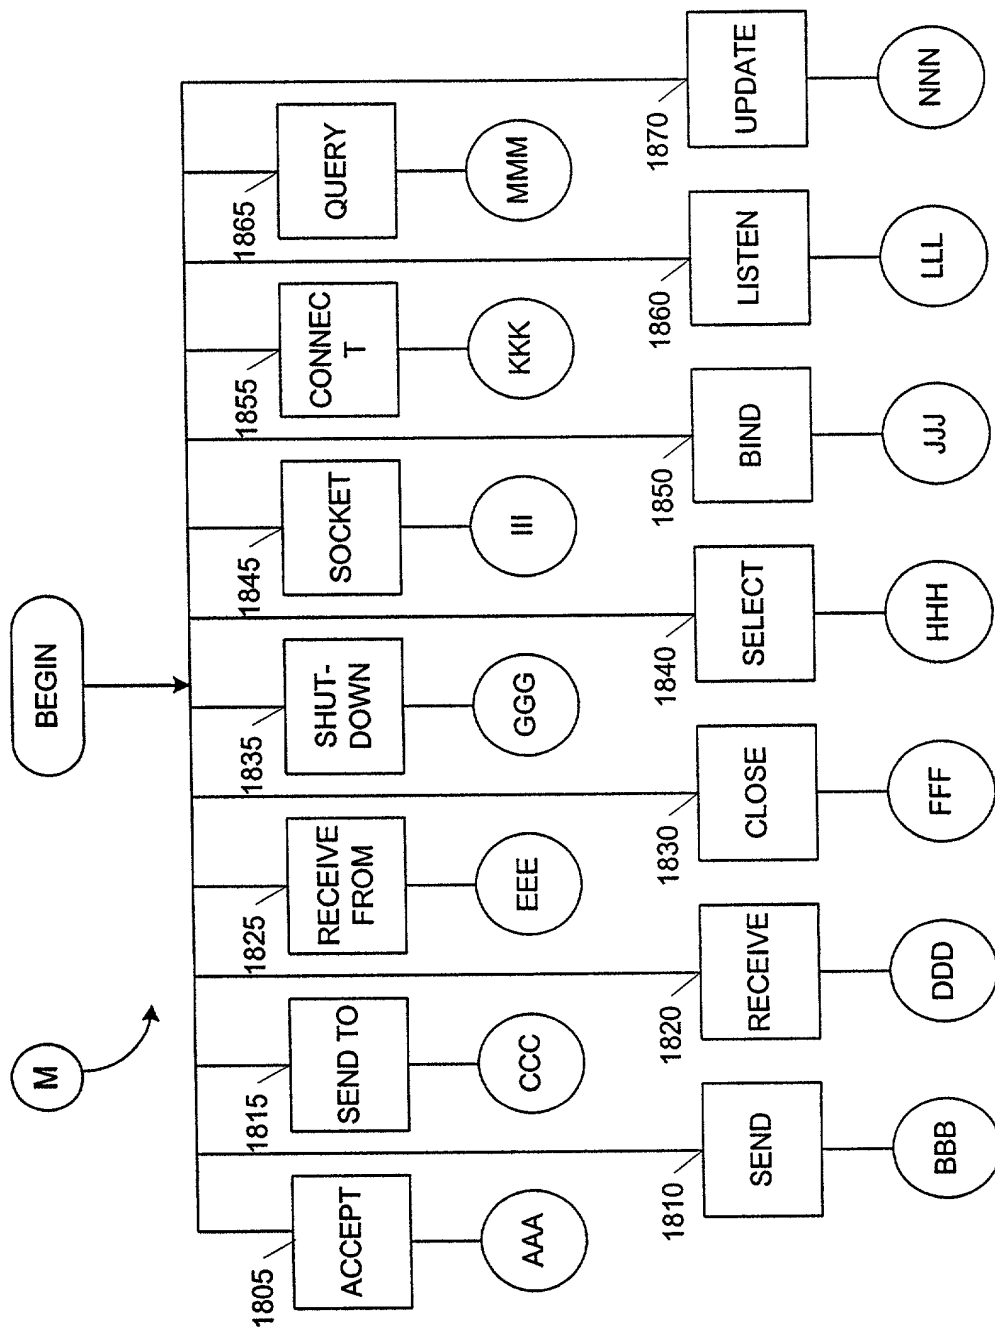 M
BEGIN
1805
ACCEPT
AAA
1810
SEND
BBB
1815
SEND TO
CCC
1820
RECEIVE
DDD
1825
RECEIVE
FROM
EEE
1830
CLOSE
FFF
1835
SHUT-
DOWN
GGG
1840
SELECT
HHH
1845
SOCKET
III
1850
BIND
JJJ
1855
CONNEC
T
KKK
1860
LISTEN
LLL
1865
QUERY
MMM
1870
UPDATE
NNN